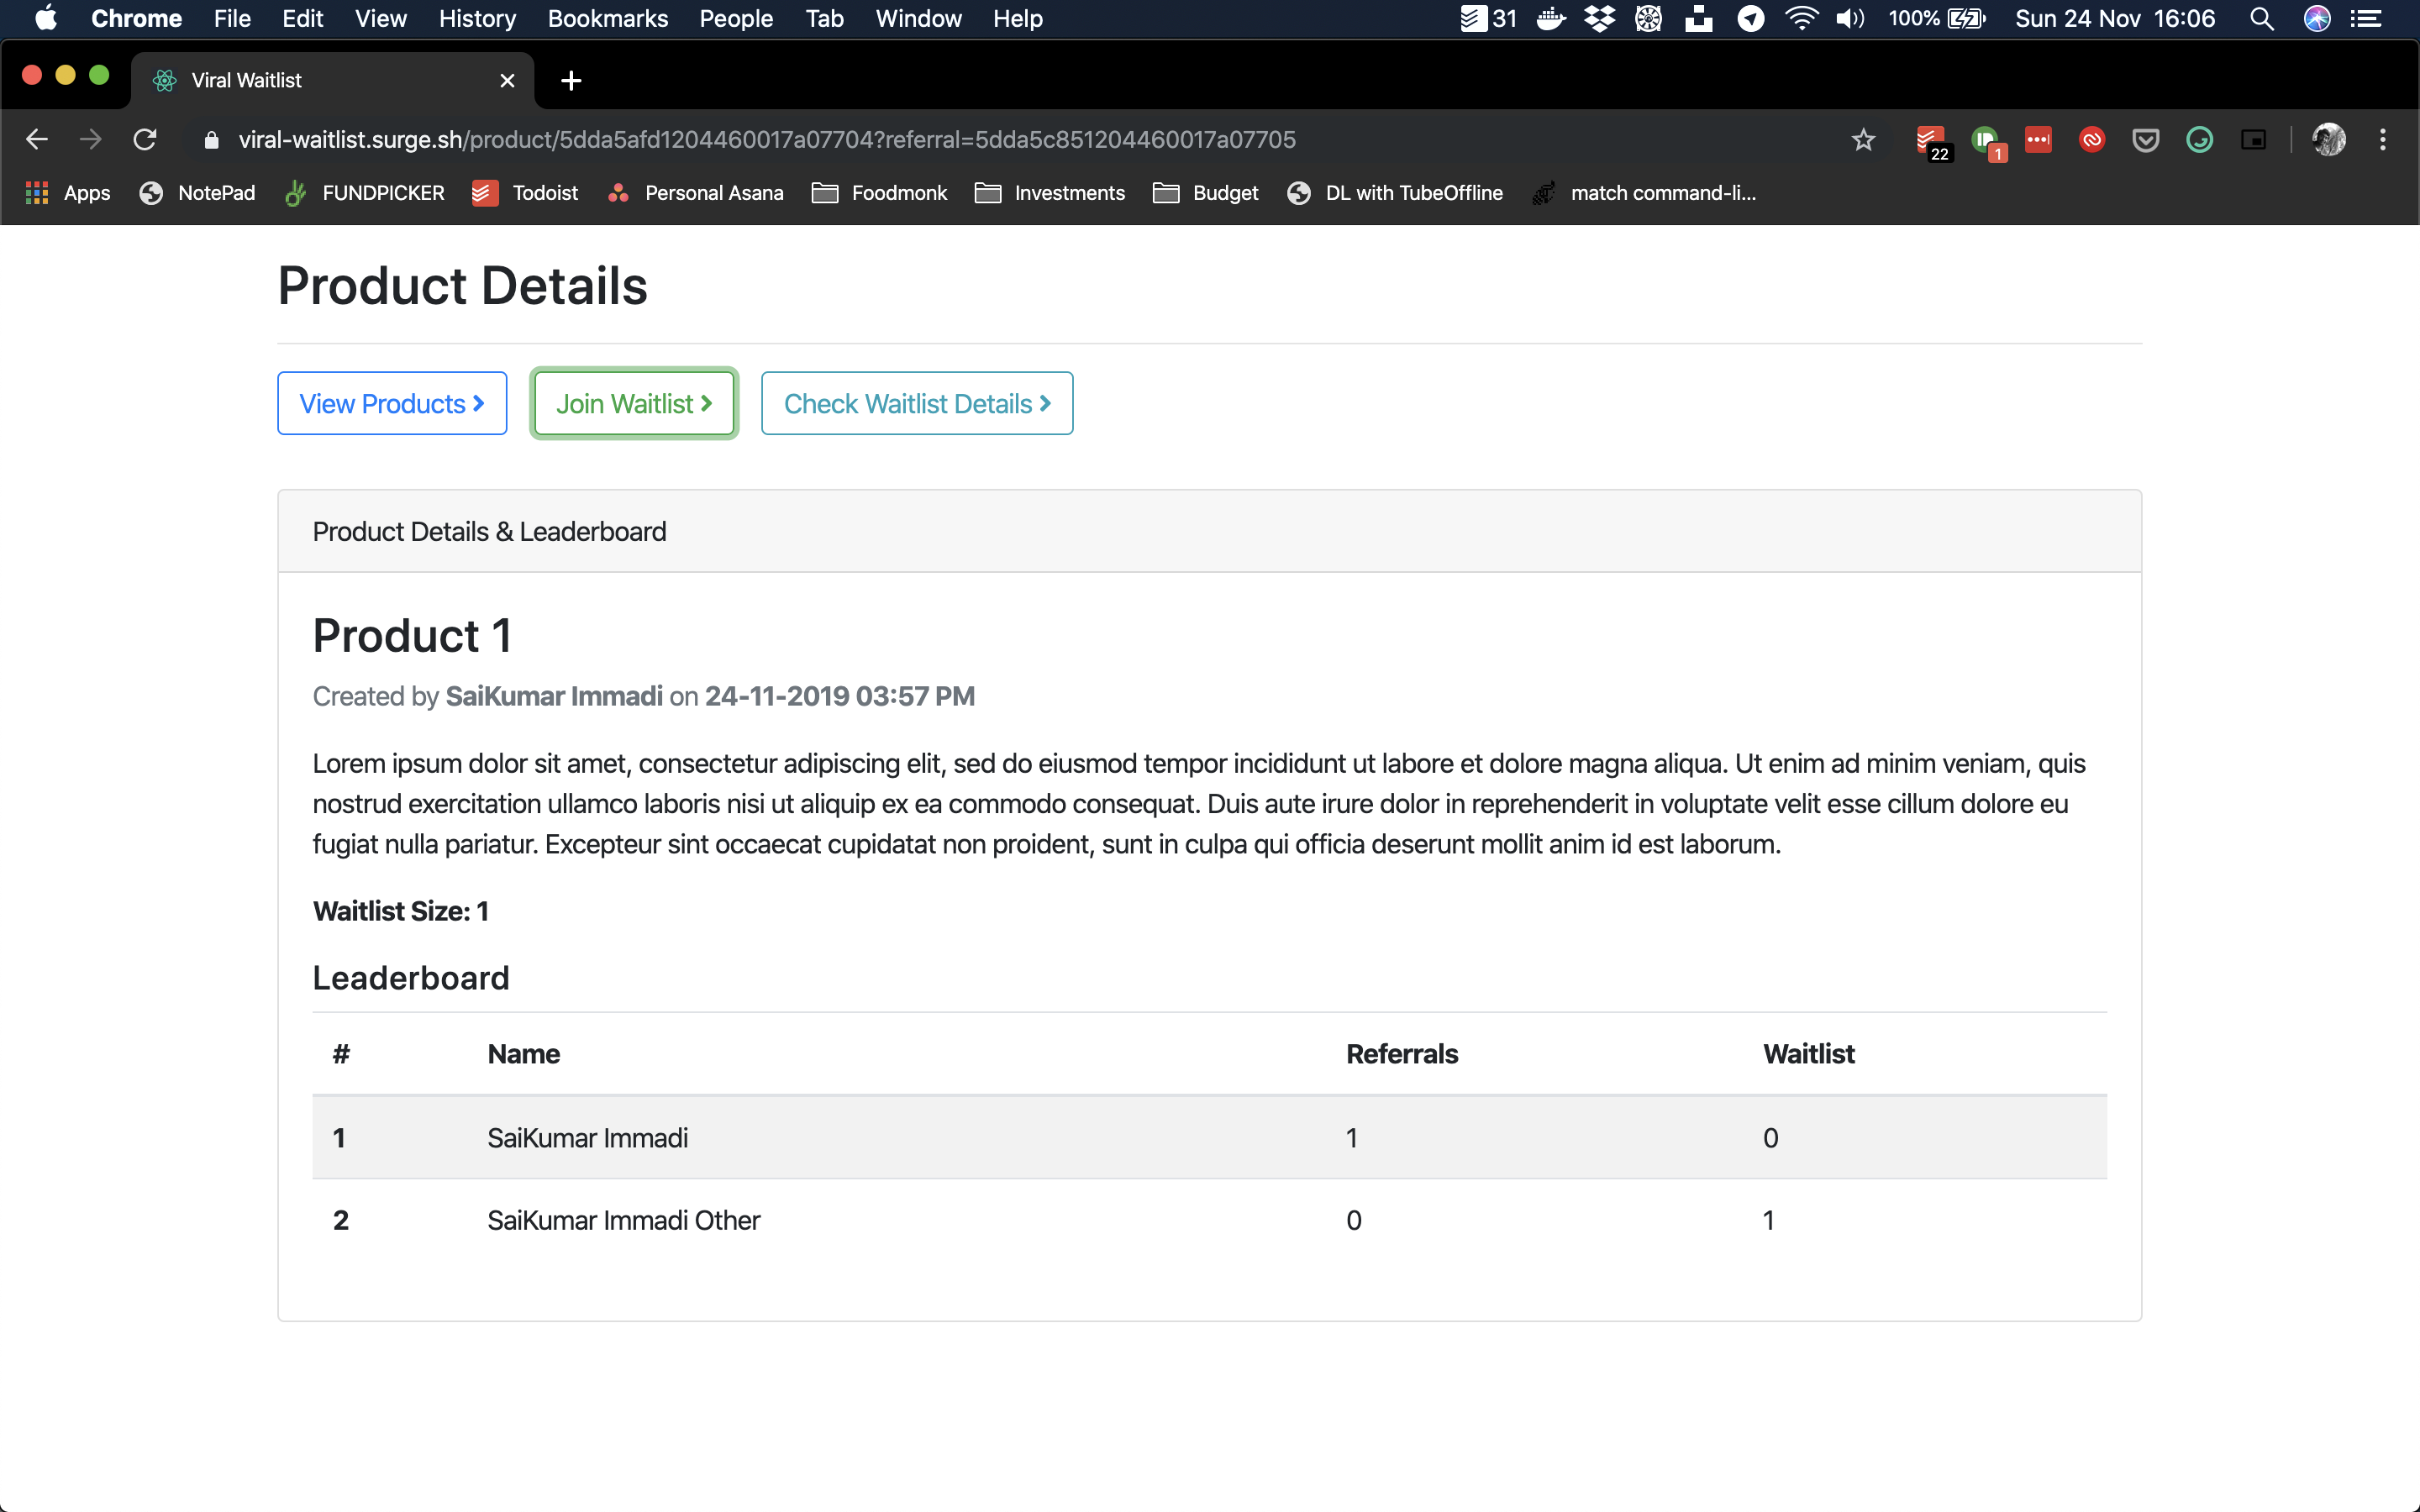 Chrome File Edit View History Bookmarks People Tab Window Help 31 100% Sun 24 Nov 16:06
Viral Waitlist
viral-waitlist.surge.sh/product/5dda5afd1204460017a07704?referral=5dda5c851204460017a07705 22 1
Apps NotePad FUNDPICKER Todoist Personal Asana Foodmonk Investments Budget DL with TubeOffline match command-li...
Product Details
View Products Join Waitlist Check Waitlist Details
Product Details & Leaderboard
Product 1
Created by SaiKumar Immadi on 24-11-2019 03:57 PM
Lorem ipsum dolor sit amet, consectetur adipiscing elit, sed do eiusmod tempor incididunt ut labore et dolore magna aliqua. Ut enim ad minim veniam, quis
nostrud exercitation ullamco laboris nisi ut aliquip ex ea commodo consequat. Duis aute irure dolor in reprehenderit in voluptate velit esse cillum dolore eu
fugiat nulla pariatur. Excepteur sint occaecat cupidatat non proident, sunt in culpa qui officia deserunt mollit anim id est laborum.
Waitlist Size: 1
Leaderboard
# Name Referrals Waitlist
1 SaiKumar Immadi 1 0
2 SaiKumar Immadi Other 0 1